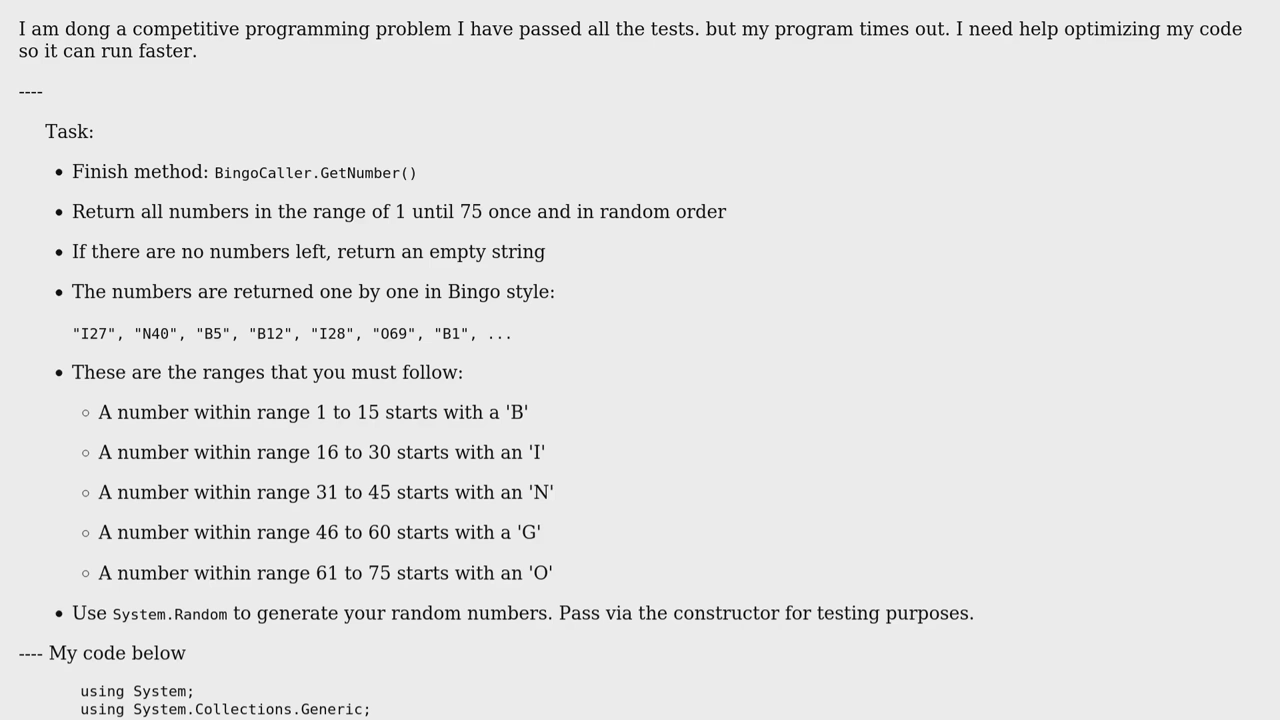 I am dong a competitive programming problem I have passed all the tests. but my program times out. I need help optimizing my code
so it can run faster.
----
Task:
• Finish method: BingoCaller.GetNumber()
• Return all numbers in the range of 1 until 75 once and in random order
• If there are no numbers left, return an empty string
• The numbers are returned one by one in Bingo style:
"I27", "N40", "B5", "B12", "I28", "O69", "B1", ...
• These are the ranges that you must follow:
○ A number within range 1 to 15 starts with a 'B'
○ A number within range 16 to 30 starts with an 'I'
○ A number within range 31 to 45 starts with an 'N'
○ A number within range 46 to 60 starts with a 'G'
○ A number within range 61 to 75 starts with an 'O'
• Use System.Random to generate your random numbers. Pass via the constructor for testing purposes.
---- My code below
using System;
using System.Collections.Generic;